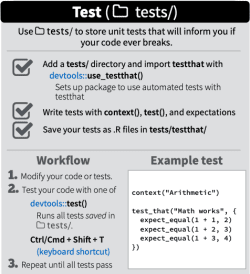 Test ( tests/)
Use tests/ to store unit tests that will inform you if
your code ever breaks.
Add a tests/ directory and import testthat with
devtools::use_testthat()
Sets up package to use automated tests with
testthat
Write tests with context(), test(), and expectations
Save your tests as .R files in tests/testthat/
Workflow
1. Modify your code or tests.
2. Test your code with one of
devtools::test()
Runs all tests saved in
tests/.
Ctrl/Cmd + Shift + T
(keyboard shortcut)
3. Repeat until all tests pass
Example test
context("Arithmetic")
test_that("Math works", {
expect_equal(1 + 1, 2)
expect_equal(1 + 2, 3)
expect_equal(1 + 3, 4)
})